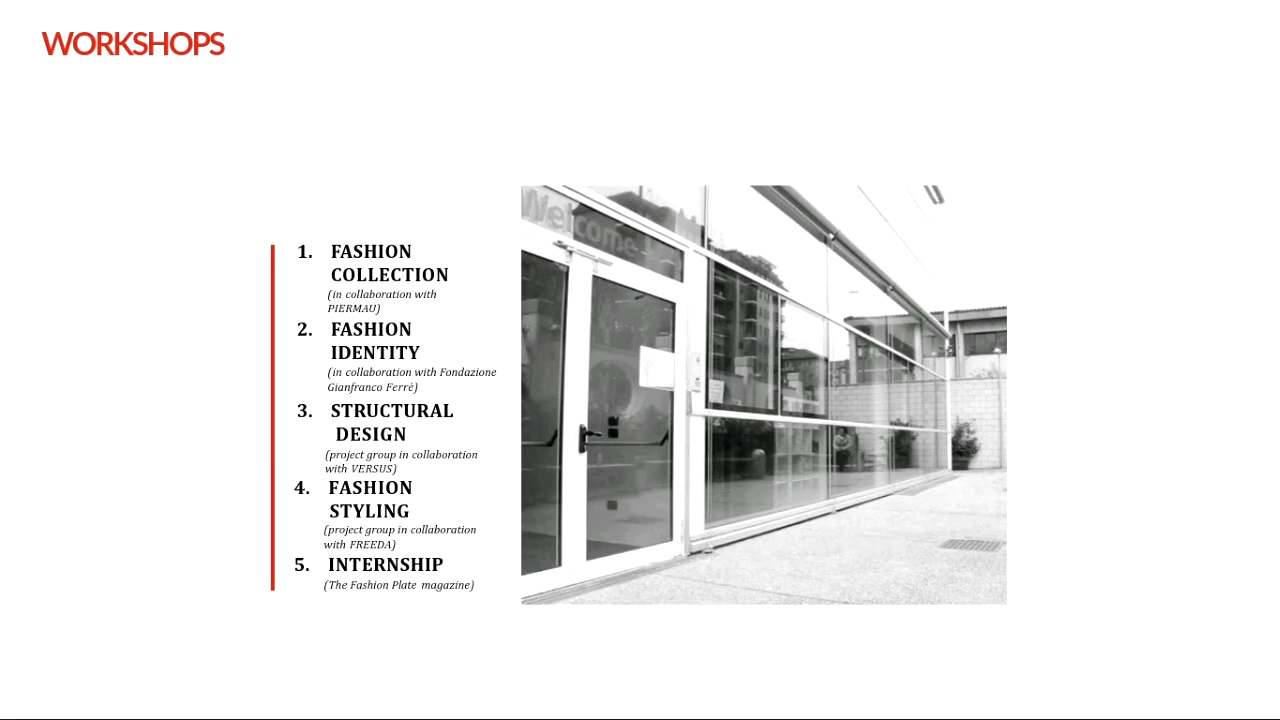 WORKSHOPS
1. FASHION
COLLECTION
(in collaboration with
PIERMAU)
2. FASHION
IDENTITY
(in collaboration with Fondazione
Gianfranco Ferrè)
3. STRUCTURAL
DESIGN
(project group in collaboration
with VERSUS)
4. FASHION
STYLING
(project group in collaboration
with FREEDA)
5. INTERNSHIP
(The Fashion Plate magazine)
Welcome